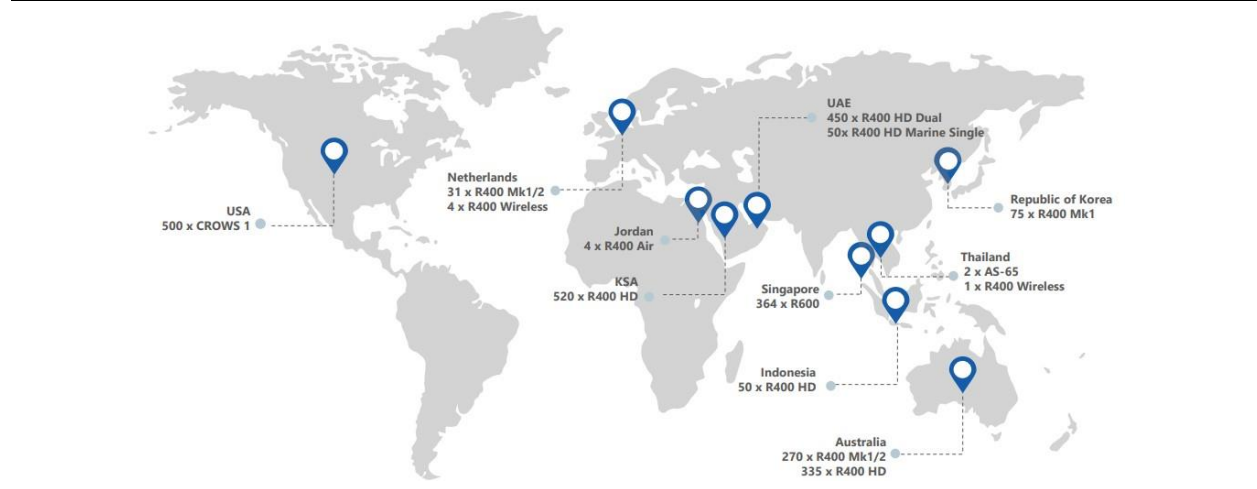 UAE
450 x R400 HD Dual
50x R400 HD Marine Single
Netherlands
31 x R400 Mk1/2
4 x R400 Wireless
USA
500 x CROWS 1
Republic of Korea
75 x R400 Mk1
Jordan
4 x R400 Air
Thailand
2 x AS-65
1 x R400 Wireless
KSA
520 x R400 HD
Singapore
364 x R600
Indonesia
50 x R400 HD
Australia
270 x R400 Mk1/2
335 x R400 HD